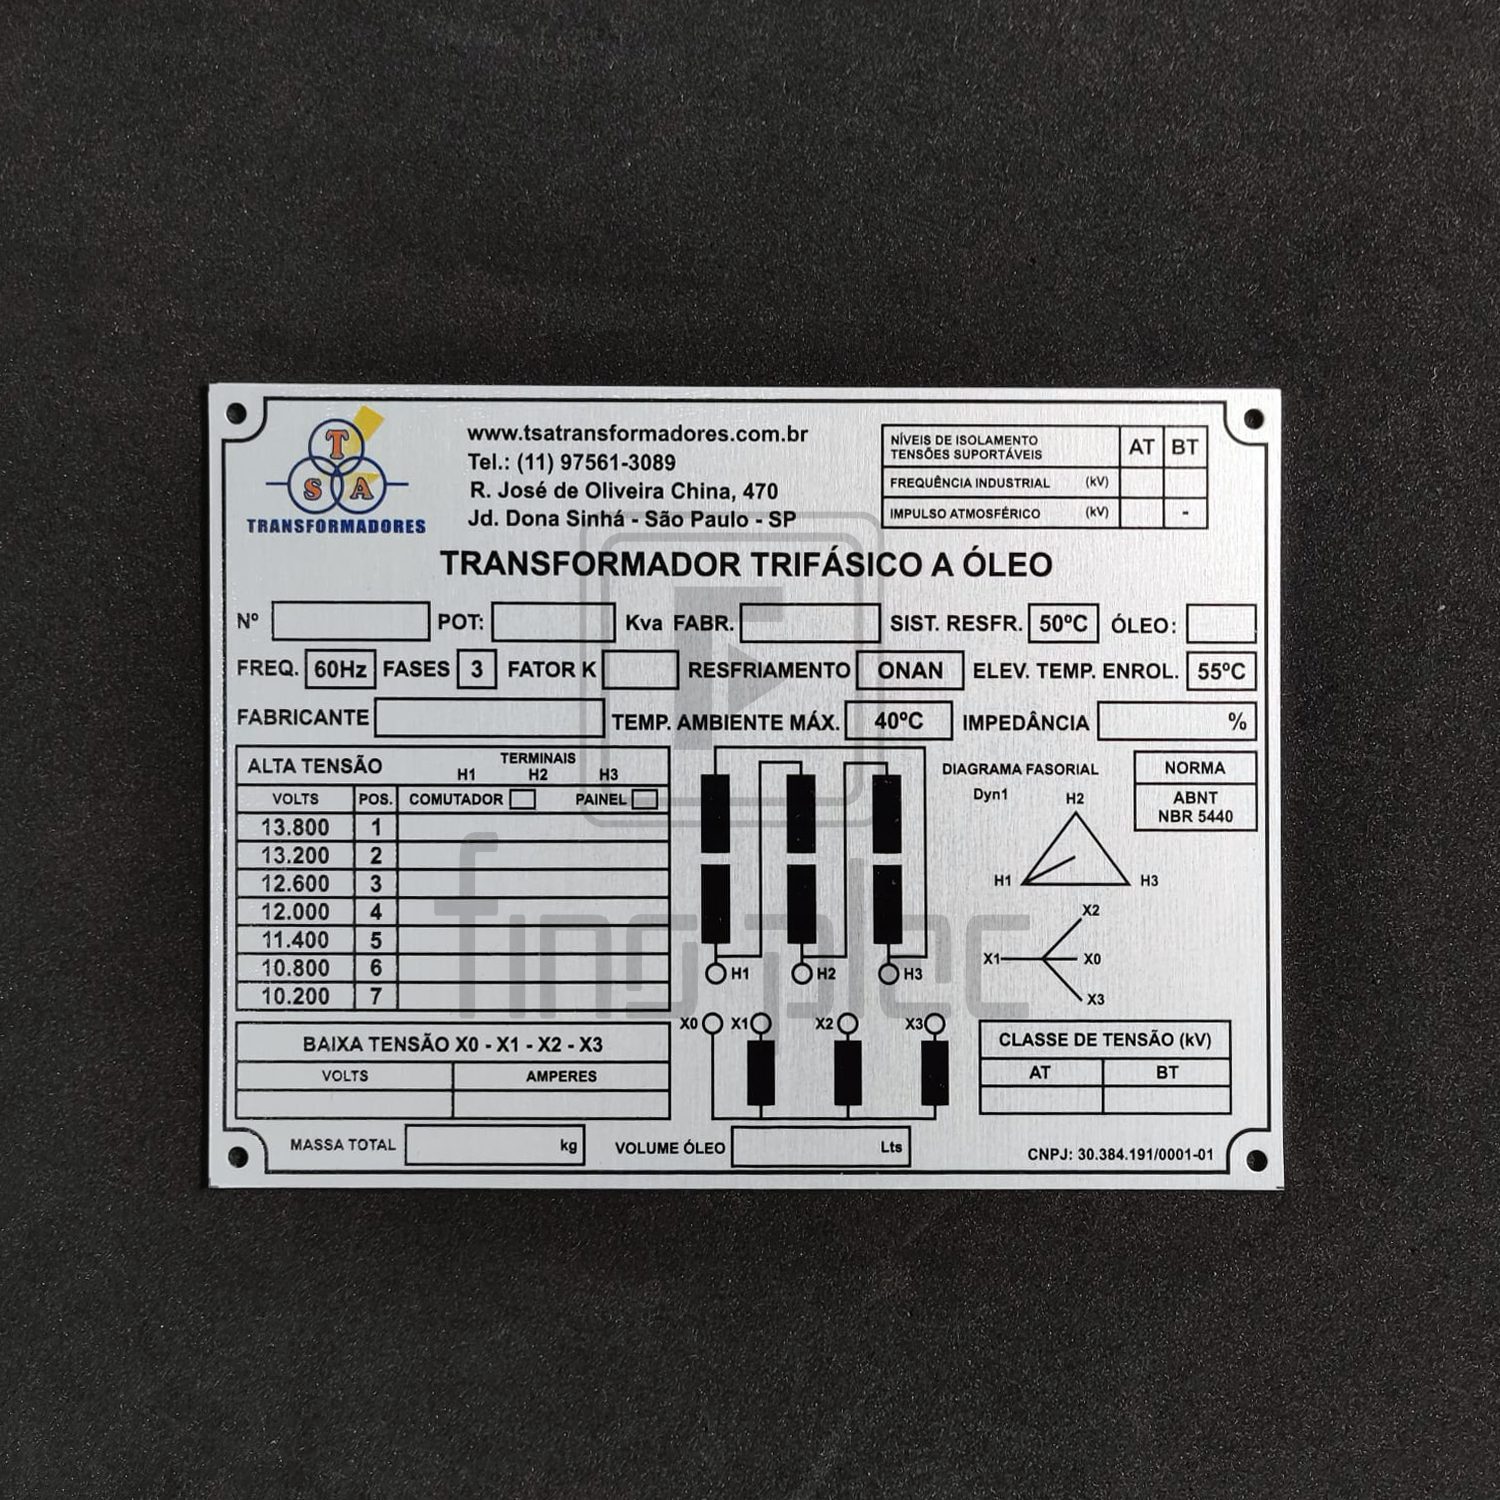 T
S A
TRANSFORMADORES
www.tsatransformadores.com.br
Tel.: (11) 97561-3089
R. José de Oliveira China, 470
Jd. Dona Sinhá - São Paulo - SP
NÍVEIS DE ISOLAMENTO
TENSÕES SUPORTÁVEIS AT BT
FREQUÊNCIA INDUSTRIAL (kV)
IMPULSO ATMOSFÉRICO (kV) -
TRANSFORMADOR TRIFÁSICO A ÓLEO
Nº POT: Kva FABR. SIST. RESFR. 50ºC ÓLEO:
FREQ. 60Hz FASES 3 FATOR K RESFRIAMENTO ONAN ELEV. TEMP. ENROL. 55ºC
FABRICANTE TEMP. AMBIENTE MÁX. 40ºC IMPEDÂNCIA %
ALTA TENSÃO TERMINAIS
H1 H2 H3
VOLTS POS. COMUTADOR PAINEL
13.800 1
13.200 2
12.600 3
12.000 4
11.400 5
10.800 6
10.200 7
BAIXA TENSÃO X0 - X1 - X2 - X3
VOLTS AMPERES
H1 H2 H3
X0 X1 X2 X3
DIAGRAMA FASORIAL
Dyn1
H2
H1 H3
X2
X1 X0
X3
NORMA
ABNT
NBR 5440
CLASSE DE TENSÃO (kV)
AT BT
MASSA TOTAL kg VOLUME ÓLEO Lts
CNPJ: 30.384.191/0001-01